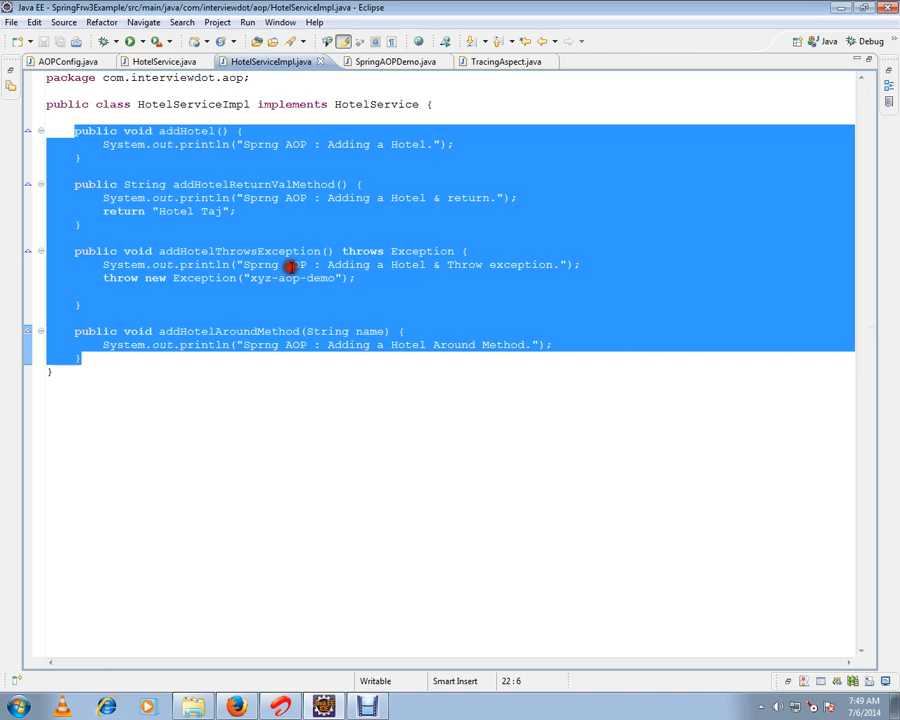 Java EE - SpringFrw3Example/src/main/java/com/interviewdot/aop/HotelServiceImpl.java - Eclipse
File Edit Source Refactor Navigate Search Project Run Window Help
Java Debug
AOPConfig.java HotelService.java HotelServiceImpl.java SpringAOPDemo.java TracingAspect.java
package com.interviewdot.aop;
public class HotelServiceImpl implements HotelService {
public void addHotel() {
System.out.println("Sprng AOP : Adding a Hotel.");
}
public String addHotelReturnValMethod() {
System.out.println("Sprng AOP : Adding a Hotel & return.");
return "Hotel Taj";
}
public void addHotelThrowsException() throws Exception {
System.out.println("Sprng AOP : Adding a Hotel & Throw exception.");
throw new Exception("xyz-aop-demo");
}
public void addHotelAroundMethod(String name) {
System.out.println("Sprng AOP : Adding a Hotel Around Method.");
}
}
Writable Smart Insert 22 : 6
7:49 AM
7/6/2014